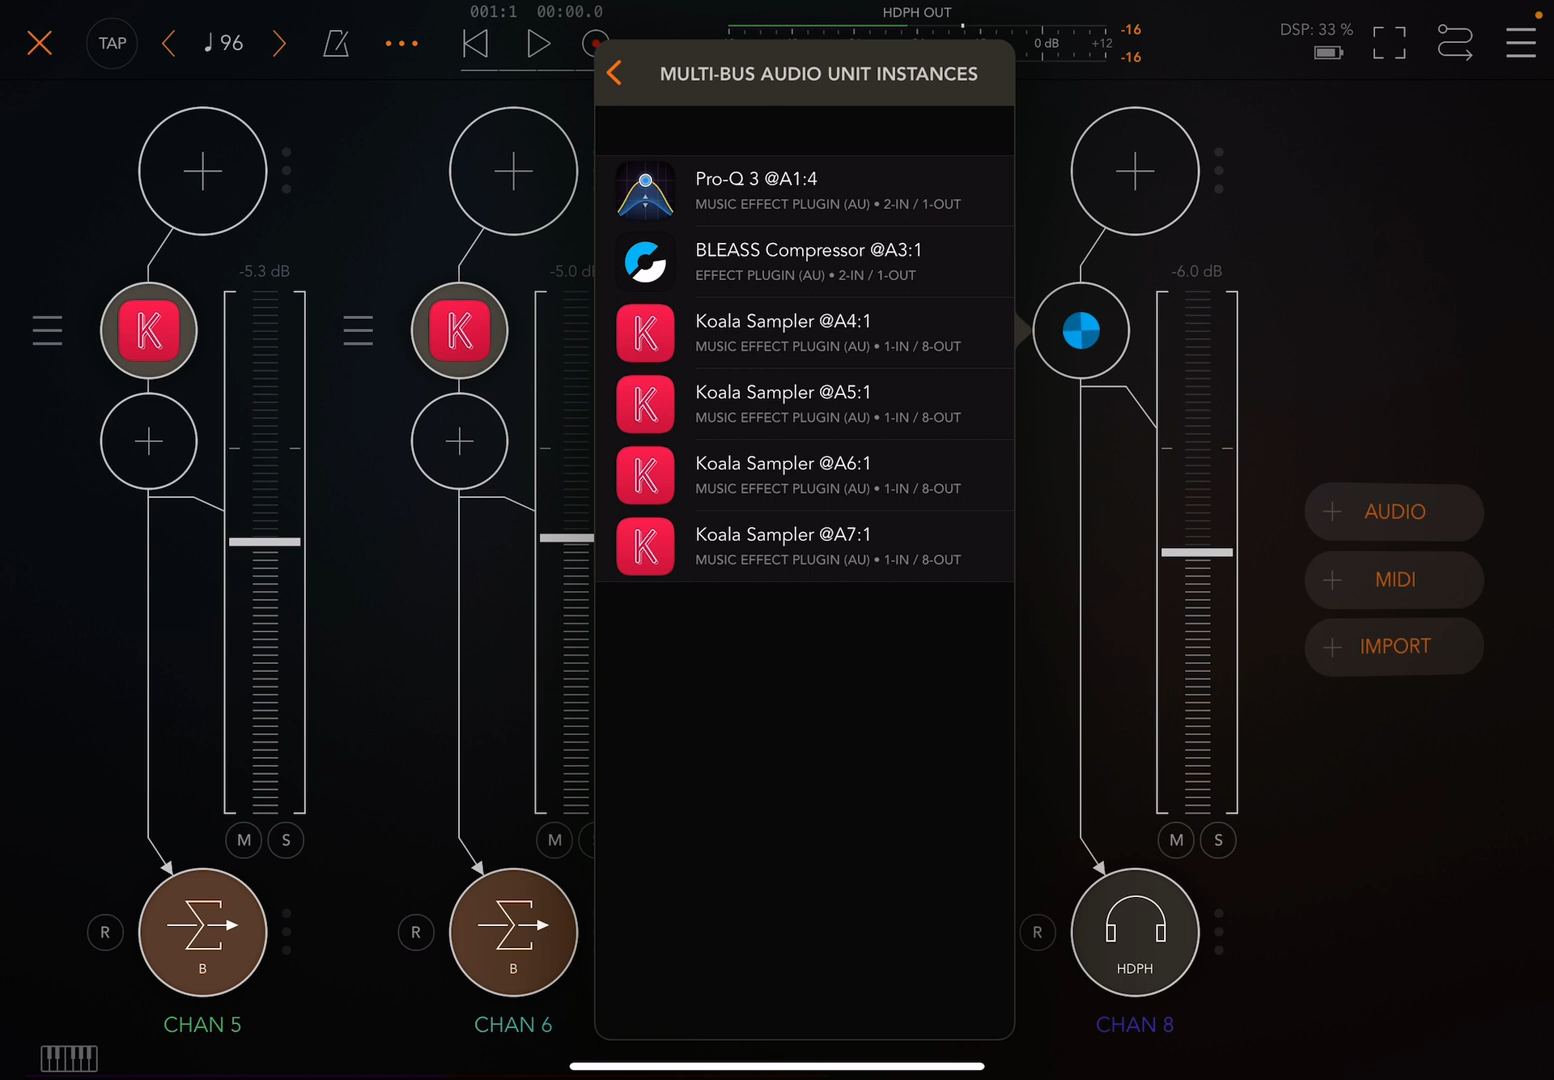 001:1 00:00.0
HDPH OUT
TAP
96
0 dB
+12
-16
-16
DSP: 33 %
MULTI-BUS AUDIO UNIT INSTANCES
Pro-Q 3 @A1:4
MUSIC EFFECT PLUGIN (AU) • 2-IN / 1-OUT
BLEASS Compressor @A3:1
EFFECT PLUGIN (AU) • 2-IN / 1-OUT
Koala Sampler @A4:1
MUSIC EFFECT PLUGIN (AU) • 1-IN / 8-OUT
Koala Sampler @A5:1
MUSIC EFFECT PLUGIN (AU) • 1-IN / 8-OUT
Koala Sampler @A6:1
MUSIC EFFECT PLUGIN (AU) • 1-IN / 8-OUT
Koala Sampler @A7:1
MUSIC EFFECT PLUGIN (AU) • 1-IN / 8-OUT
-5.3 dB
K
M S
R
B
CHAN 5
-5.0
K
M
R
B
CHAN 6
-6.0 dB
M S
R
HDPH
CHAN 8
AUDIO
MIDI
IMPORT